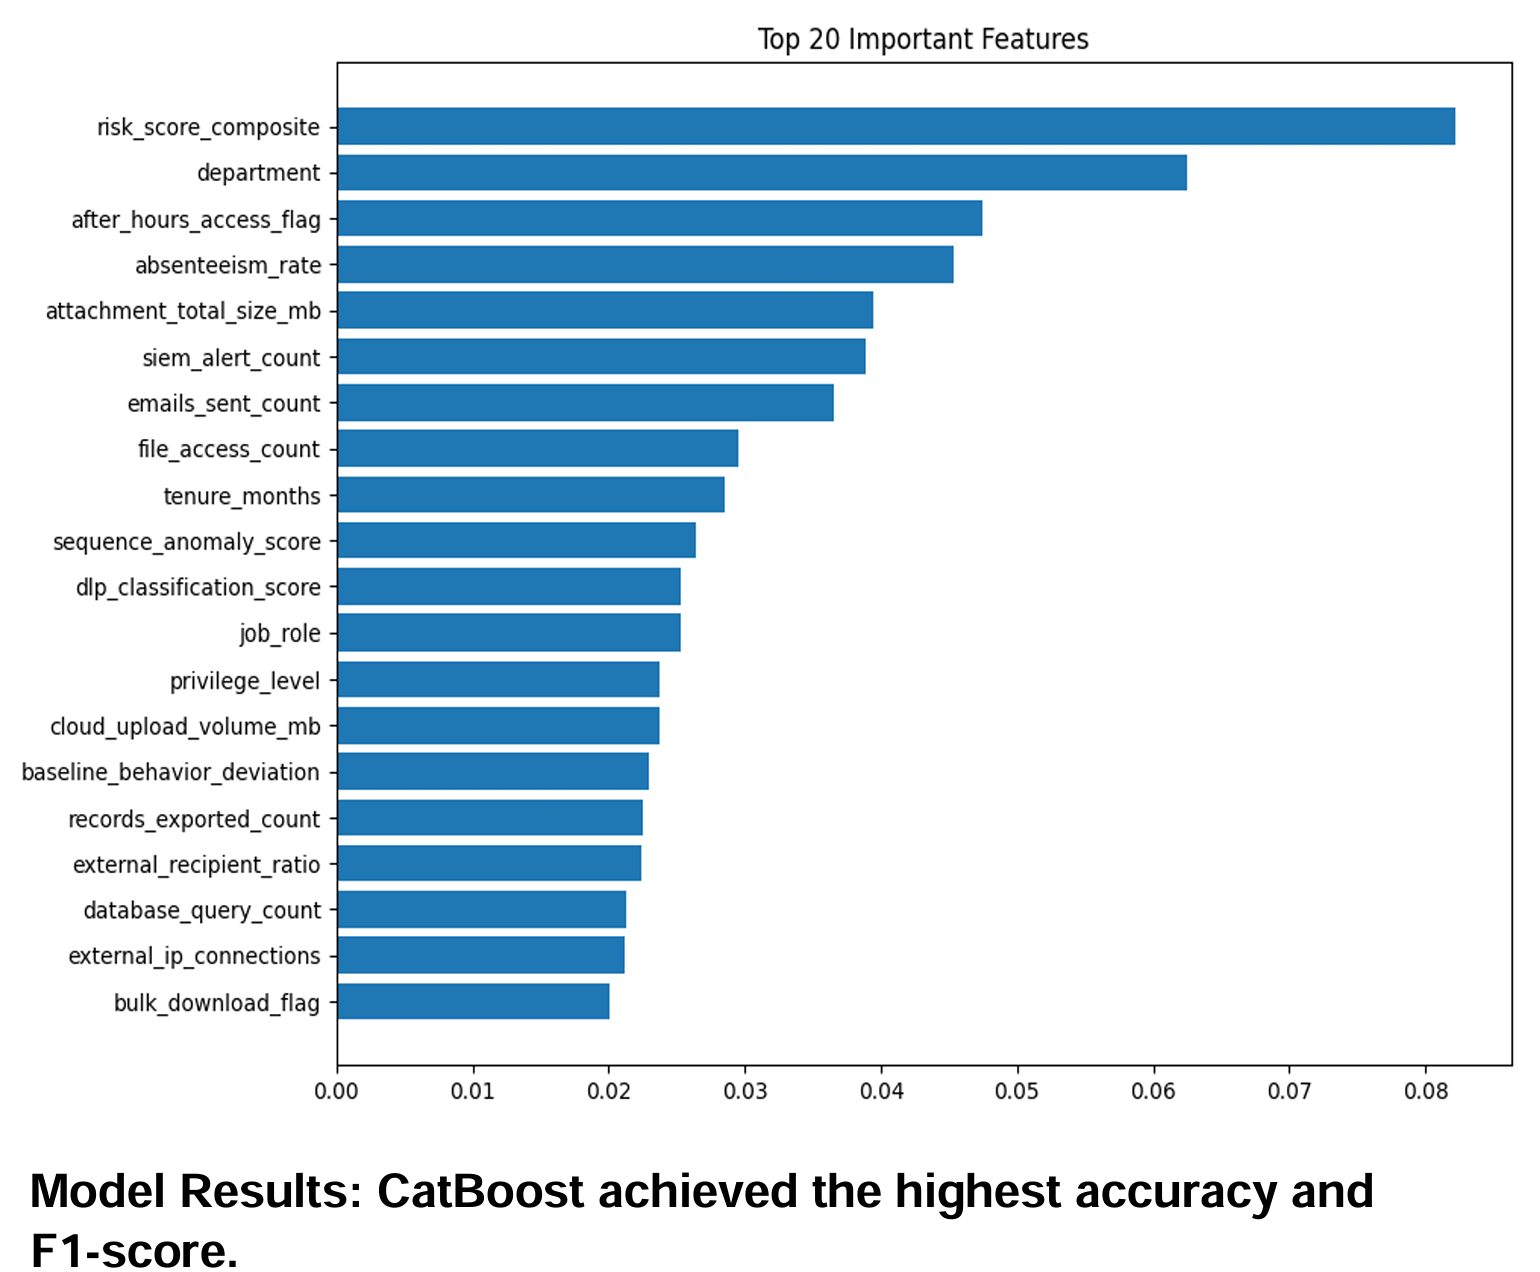 Top 20 Important Features
risk_score_composite
department
after_hours_access_flag
absenteeism_rate
attachment_total_size_mb
siem_alert_count
emails_sent_count
file_access_count
tenure_months
sequence_anomaly_score
dlp_classification_score
job_role
privilege_level
cloud_upload_volume_mb
baseline_behavior_deviation
records_exported_count
external_recipient_ratio
database_query_count
external_ip_connections
bulk_download_flag
0.00 0.01 0.02 0.03 0.04 0.05 0.06 0.07 0.08
Model Results: CatBoost achieved the highest accuracy and
F1-score.